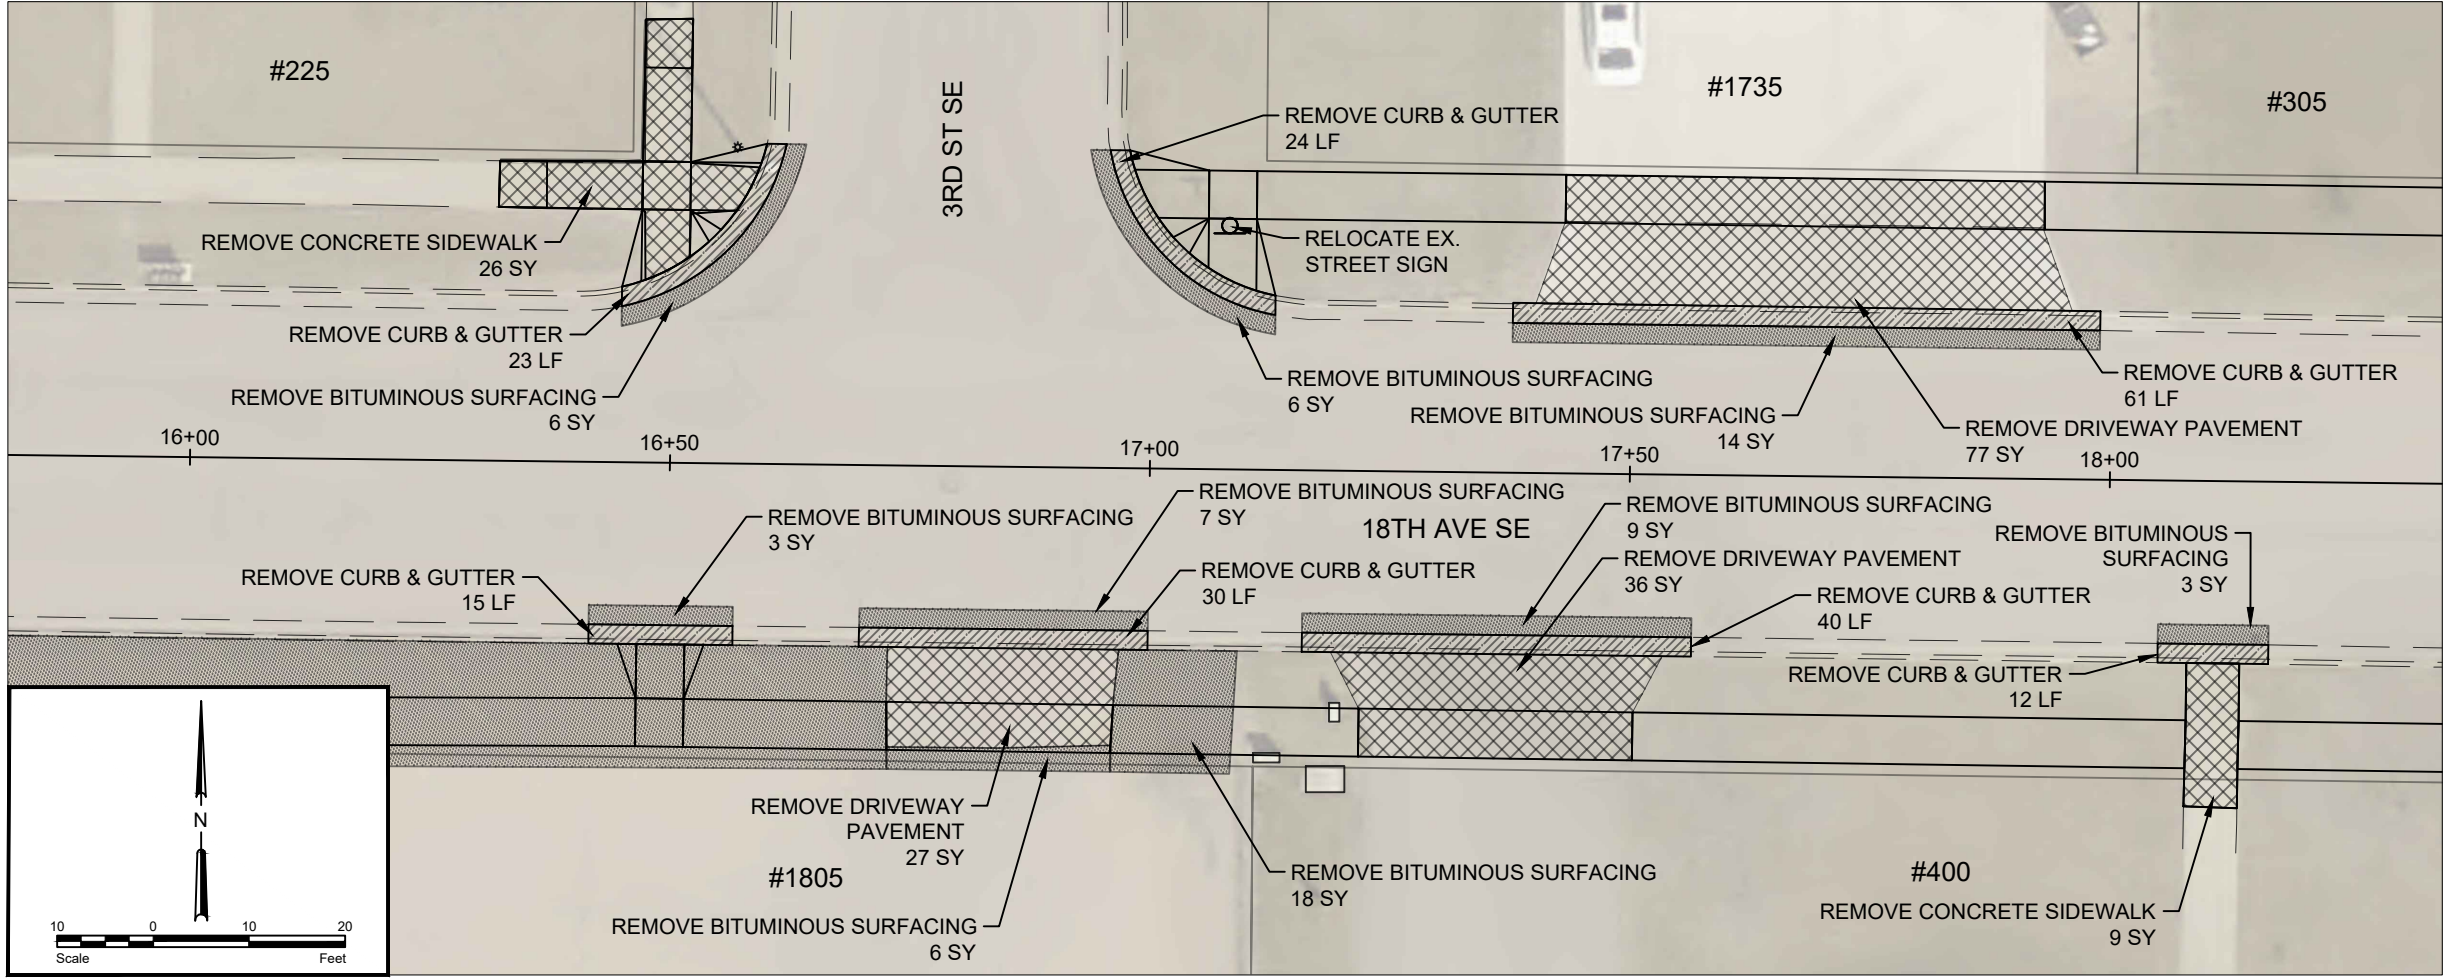 #225
#1735
#305
3RD ST SE
REMOVE CURB & GUTTER
24 LF
REMOVE CONCRETE SIDEWALK
26 SY
RELOCATE EX.
STREET SIGN
REMOVE CURB & GUTTER
23 LF
REMOVE BITUMINOUS SURFACING
6 SY
REMOVE BITUMINOUS SURFACING
6 SY
REMOVE BITUMINOUS SURFACING
14 SY
REMOVE CURB & GUTTER
61 LF
REMOVE DRIVEWAY PAVEMENT
77 SY
16+00
16+50
17+00
17+50
18+00
18TH AVE SE
REMOVE CURB & GUTTER
15 LF
REMOVE BITUMINOUS SURFACING
3 SY
REMOVE BITUMINOUS SURFACING
7 SY
REMOVE CURB & GUTTER
30 LF
REMOVE BITUMINOUS SURFACING
9 SY
REMOVE DRIVEWAY PAVEMENT
36 SY
REMOVE CURB & GUTTER
40 LF
REMOVE BITUMINOUS
SURFACING
3 SY
REMOVE CURB & GUTTER
12 LF
REMOVE DRIVEWAY
PAVEMENT
27 SY
#1805
REMOVE BITUMINOUS SURFACING
6 SY
REMOVE BITUMINOUS SURFACING
18 SY
#400
REMOVE CONCRETE SIDEWALK
9 SY
N
10 0 10 20
Scale Feet